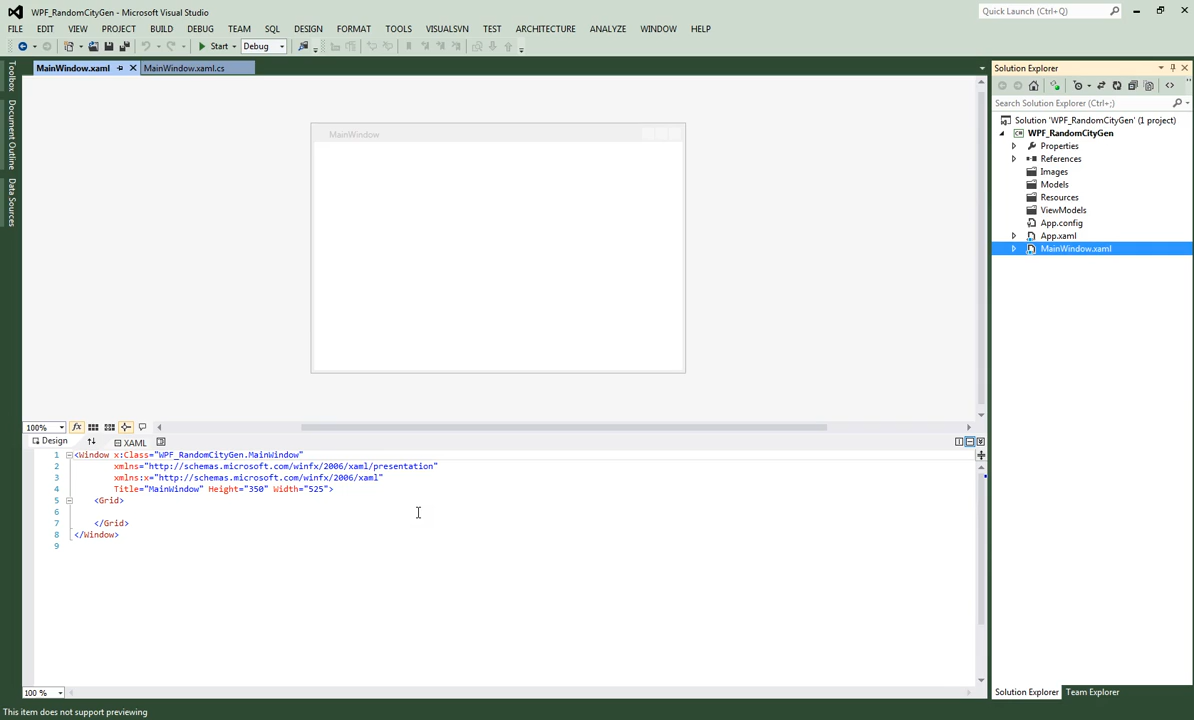 WPF_RandomCityGen - Microsoft Visual Studio
Quick Launch (Ctrl+Q)
FILE EDIT VIEW PROJECT BUILD DEBUG TEAM SQL DESIGN FORMAT TOOLS VISUALSVN TEST ARCHITECTURE ANALYZE WINDOW HELP
Start Debug
Toolbox
Document Outline
Data Sources
MainWindow.xaml
MainWindow.xaml.cs
MainWindow
100%
fx
Design
XAML
1 <Window x:Class="WPF_RandomCityGen.MainWindow"
2 xmlns="http://schemas.microsoft.com/winfx/2006/xaml/presentation"
3 xmlns:x="http://schemas.microsoft.com/winfx/2006/xaml"
4 Title="MainWindow" Height="350" Width="525">
5 <Grid>
6
7 </Grid>
8 </Window>
9
100 %
Solution Explorer
Search Solution Explorer (Ctrl+;)
Solution 'WPF_RandomCityGen' (1 project)
WPF_RandomCityGen
Properties
References
Images
Models
Resources
ViewModels
App.config
App.xaml
MainWindow.xaml
Solution Explorer Team Explorer
This item does not support previewing